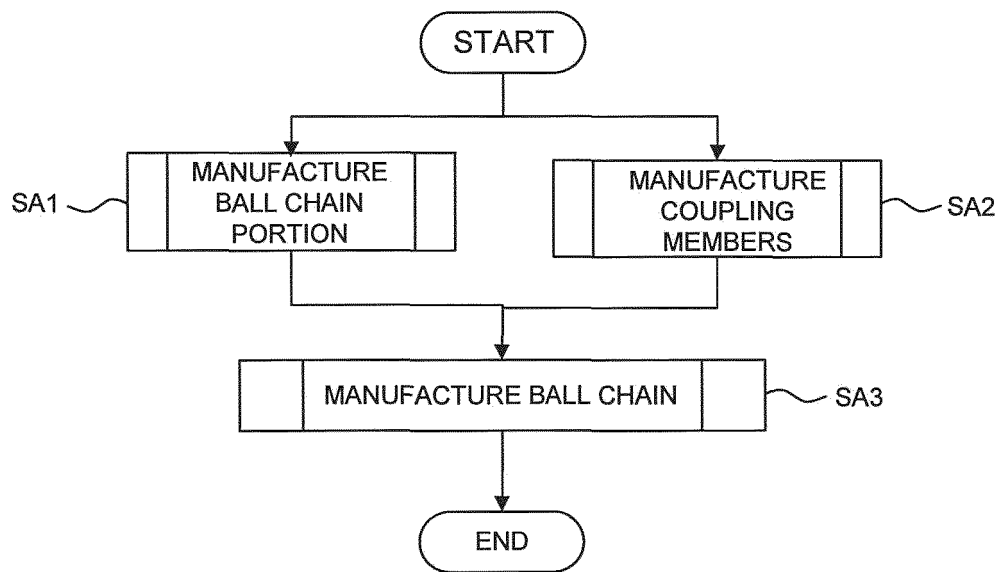 START
SA1
MANUFACTURE
BALL CHAIN
PORTION
MANUFACTURE
COUPLING
MEMBERS
SA2
MANUFACTURE BALL CHAIN
SA3
END